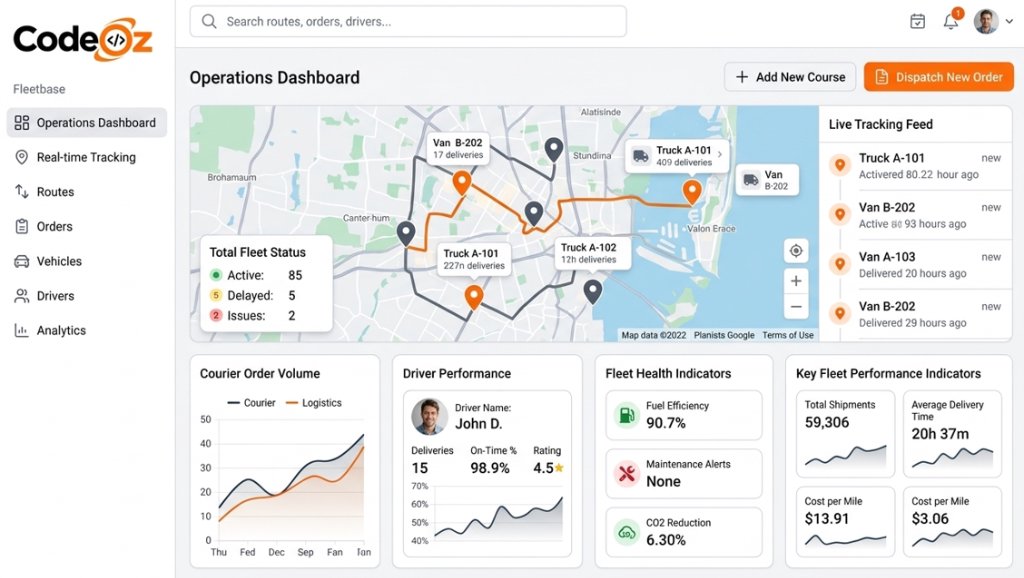 CodeOz
Search routes, orders, drivers...
1
Fleetbase
Operations Dashboard
Real-time Tracking
Routes
Orders
Vehicles
Drivers
Analytics
Operations Dashboard
Add New Course
Dispatch New Order
Alatisinde
Brohamaum
Stundima
Canter·hum
Valon Erace
Van B-202
17 deliveries
Truck A-101
409 deliveries
Van
B-202
Truck A-101
227n deliveries
Truck A-102
12h deliveries
Total Fleet Status
Active: 85
5 Delayed: 5
2 Issues: 2
Map data ©2022 Planists Google Terms of Use
Live Tracking Feed
Truck A-101 new
Activered 80.22 hour ago
Van B-202 new
Active 93 hours ago
Van A-103 new
Delivered 20 hours ago
Van B-202 new
Delivered 29 hours ago
Courier Order Volume
Courier Logistics
50
40
30
20
10
0
Thu Fed Dec Sep Fan
Driver Performance
Driver Name:
John D.
Deliveries On-Time % Rating
15 98.9% 4.5
70%
60%
50%
40%
Fleet Health Indicators
Fuel Efficiency
90.7%
Maintenance Alerts
None
CO2 Reduction
6.30%
Key Fleet Performance Indicators
Total Shipments
59,306
Average Delivery
Time
20h 37m
Cost per Mile
$13.91
Cost per Mile
$3.06